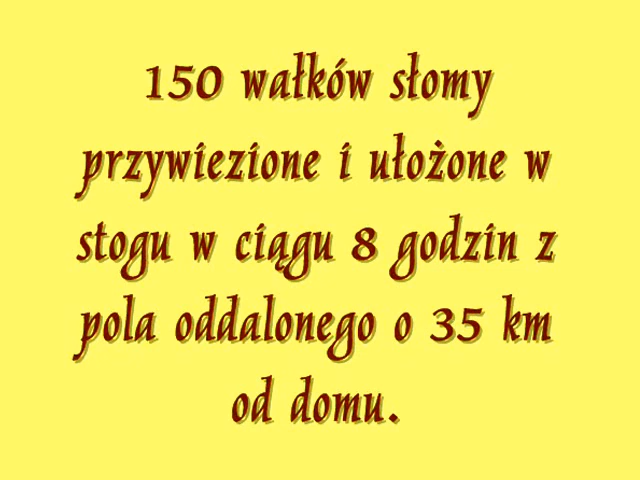 150 wałków słomy
przywiezione i ułożone w
stogu w ciągu 8 godzin z
pola oddalonego o 35 km
od domu.